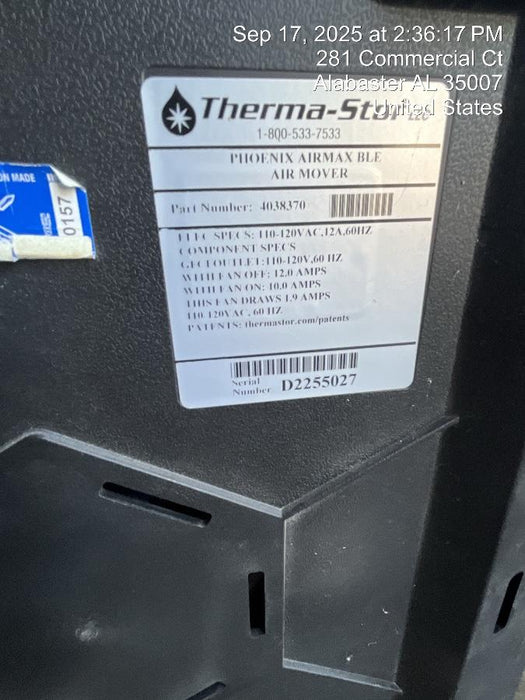 Sep 17, 2025 at 2:36:17 PM
281 Commercial Ct
Alabaster AL 35007
United States
Therma-Stor LLC
1-800-533-7533
PHOENIX AIRMAX BLE
AIR MOVER
Part Number: 4038370
ELEC SPECS: 110-120VAC,12A,60HZ
COMPONENT SPECS
GFCI OUTLET:110-120V,60 HZ
WITH FAN OFF: 12.0 AMPS
WITH FAN ON: 10.0 AMPS
THIS FAN DRAWS 1.9 AMPS
110-120VAC, 60 HZ
PATENTS: thermastor.com/patents
Serial
Number D2255027
ON MADE
0157